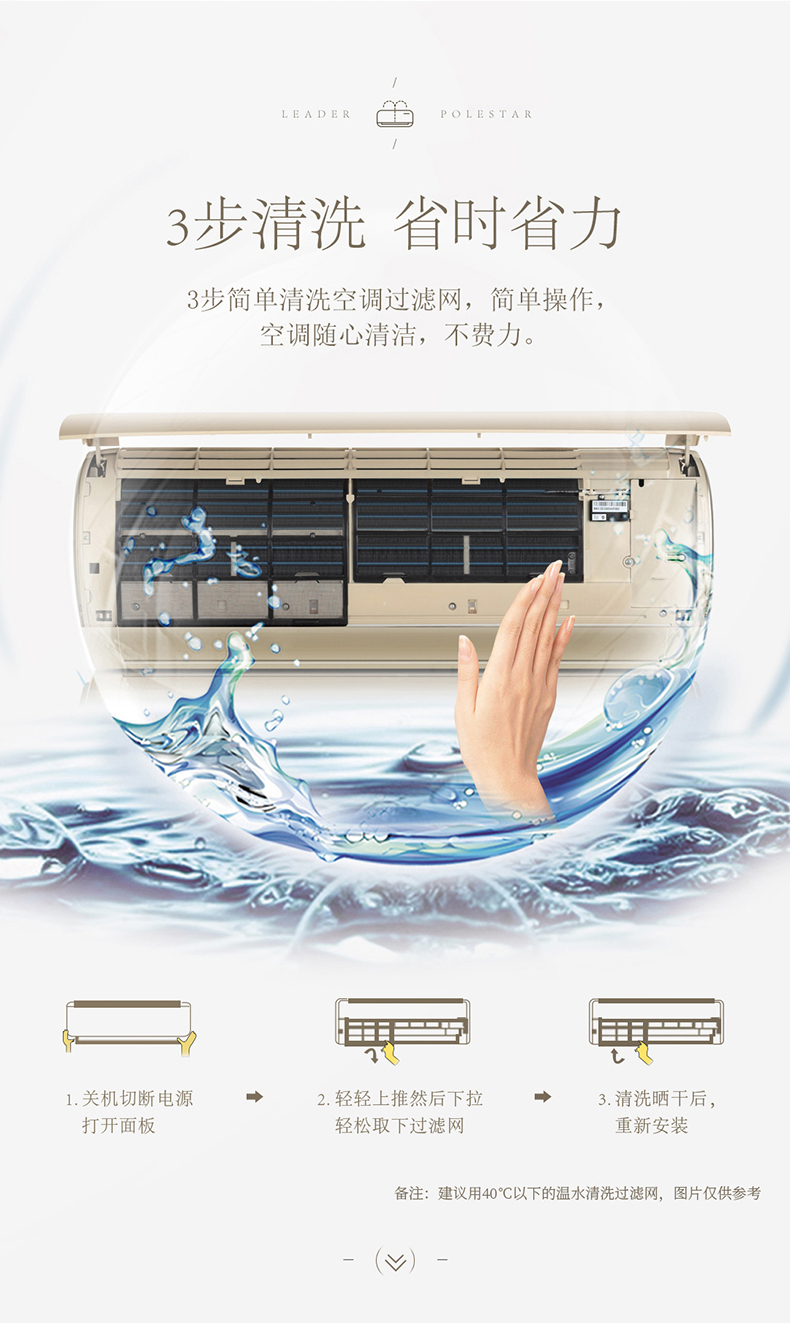 LEADER POLESTAR
3步清洗 省时省力
3步简单清洗空调过滤网，简单操作，
空调随心清洁，不费力。
1. 关机切断电源
打开面板
2. 轻轻上推然后下拉
轻松取下过滤网
3. 清洗晒干后，
重新安装
备注：建议用40℃以下的温水清洗过滤网，图片仅供参考